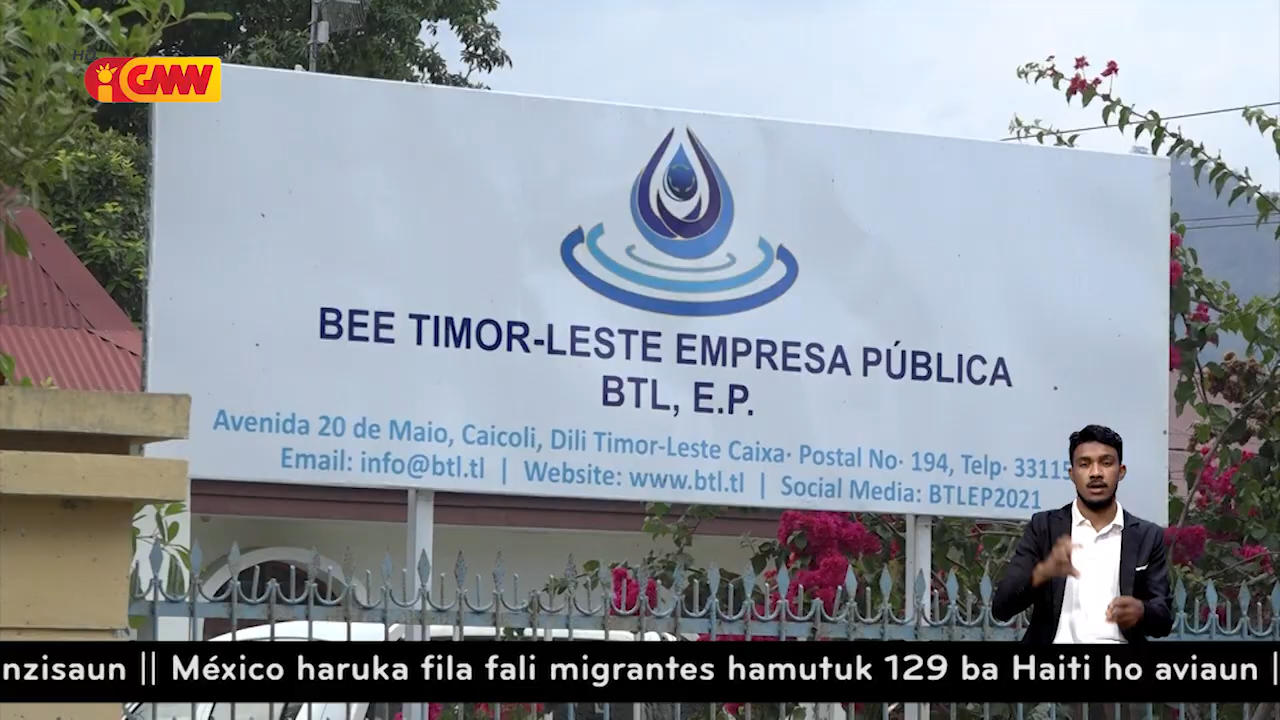 HD
GMN
BEE TIMOR-LESTE EMPRESA PÚBLICA
BTL, E.P.
Avenida 20 de Maio, Caicoli, Dili Timor-Leste Caixa· Postal No· 194, Telp·
Email: info@btl.tl | Website: www.btl.tl | Social Media: BTLEP2021
nzisaun || México haruka fila fali migrantes hamutuk 129 ba Haiti ho aviaun |